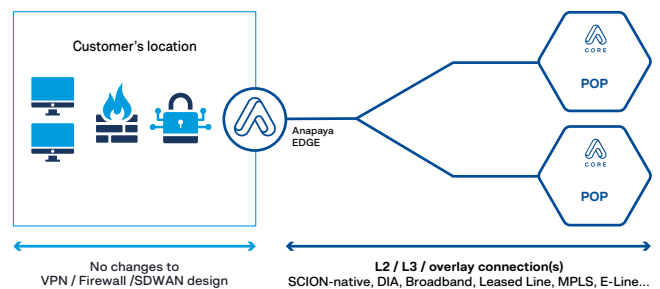 Customer's location
CORE
POP
Anapaya
EDGE
CORE
POP
No changes to
VPN / Firewall /SDWAN design
L2 / L3 / overlay connection(s)
SCION-native, DIA, Broadband, Leased Line, MPLS, E-Line...